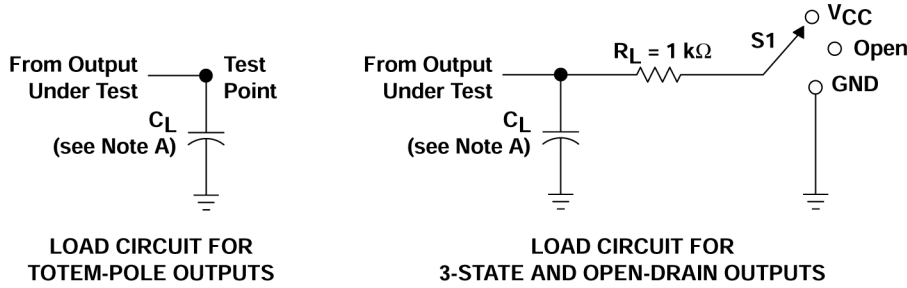 From Output
Under Test
Test
Point
CL
(see Note A)
LOAD CIRCUIT FOR
TOTEM-POLE OUTPUTS
From Output
Under Test
RL = 1 kΩ
S1
VCC
Open
GND
CL
(see Note A)
LOAD CIRCUIT FOR
3-STATE AND OPEN-DRAIN OUTPUTS